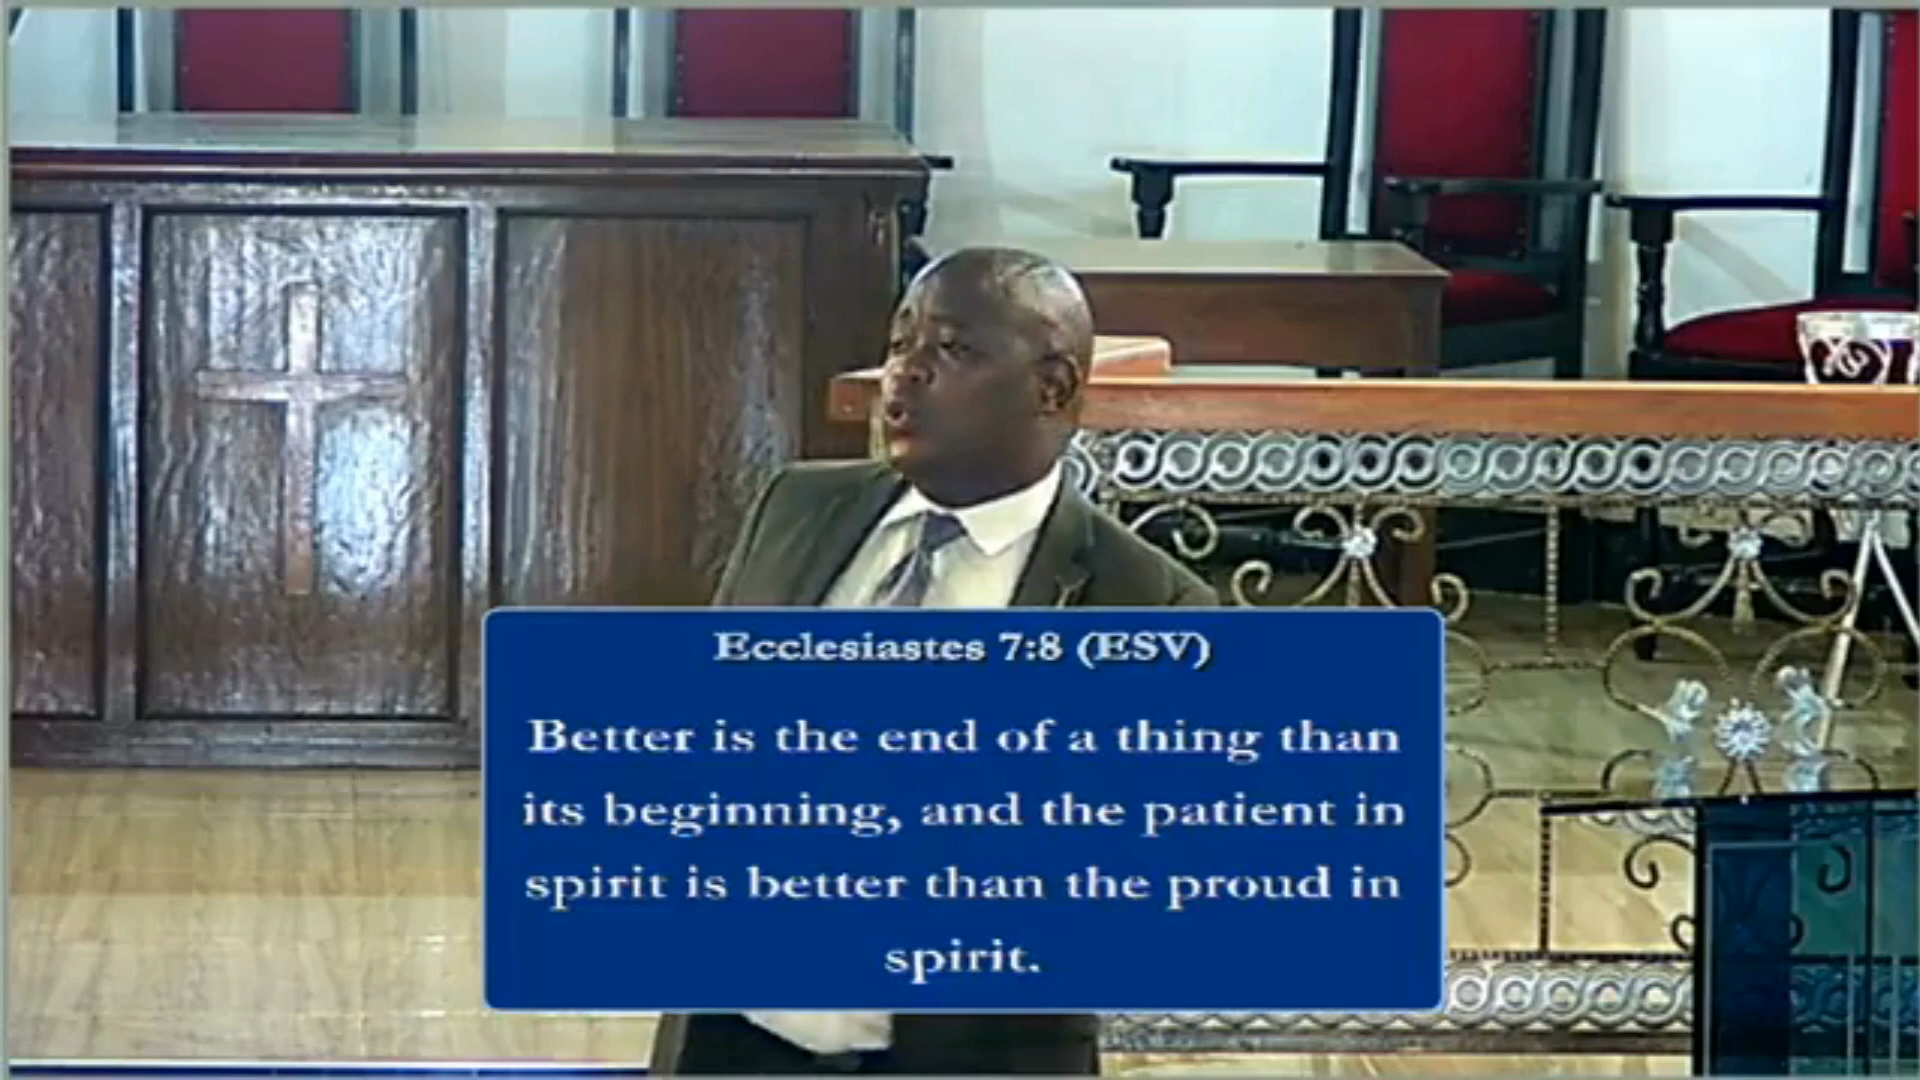 Ecclesiastes 7:8 (ESV)
Better is the end of a thing than
its beginning, and the patient in
spirit is better than the proud in
spirit.